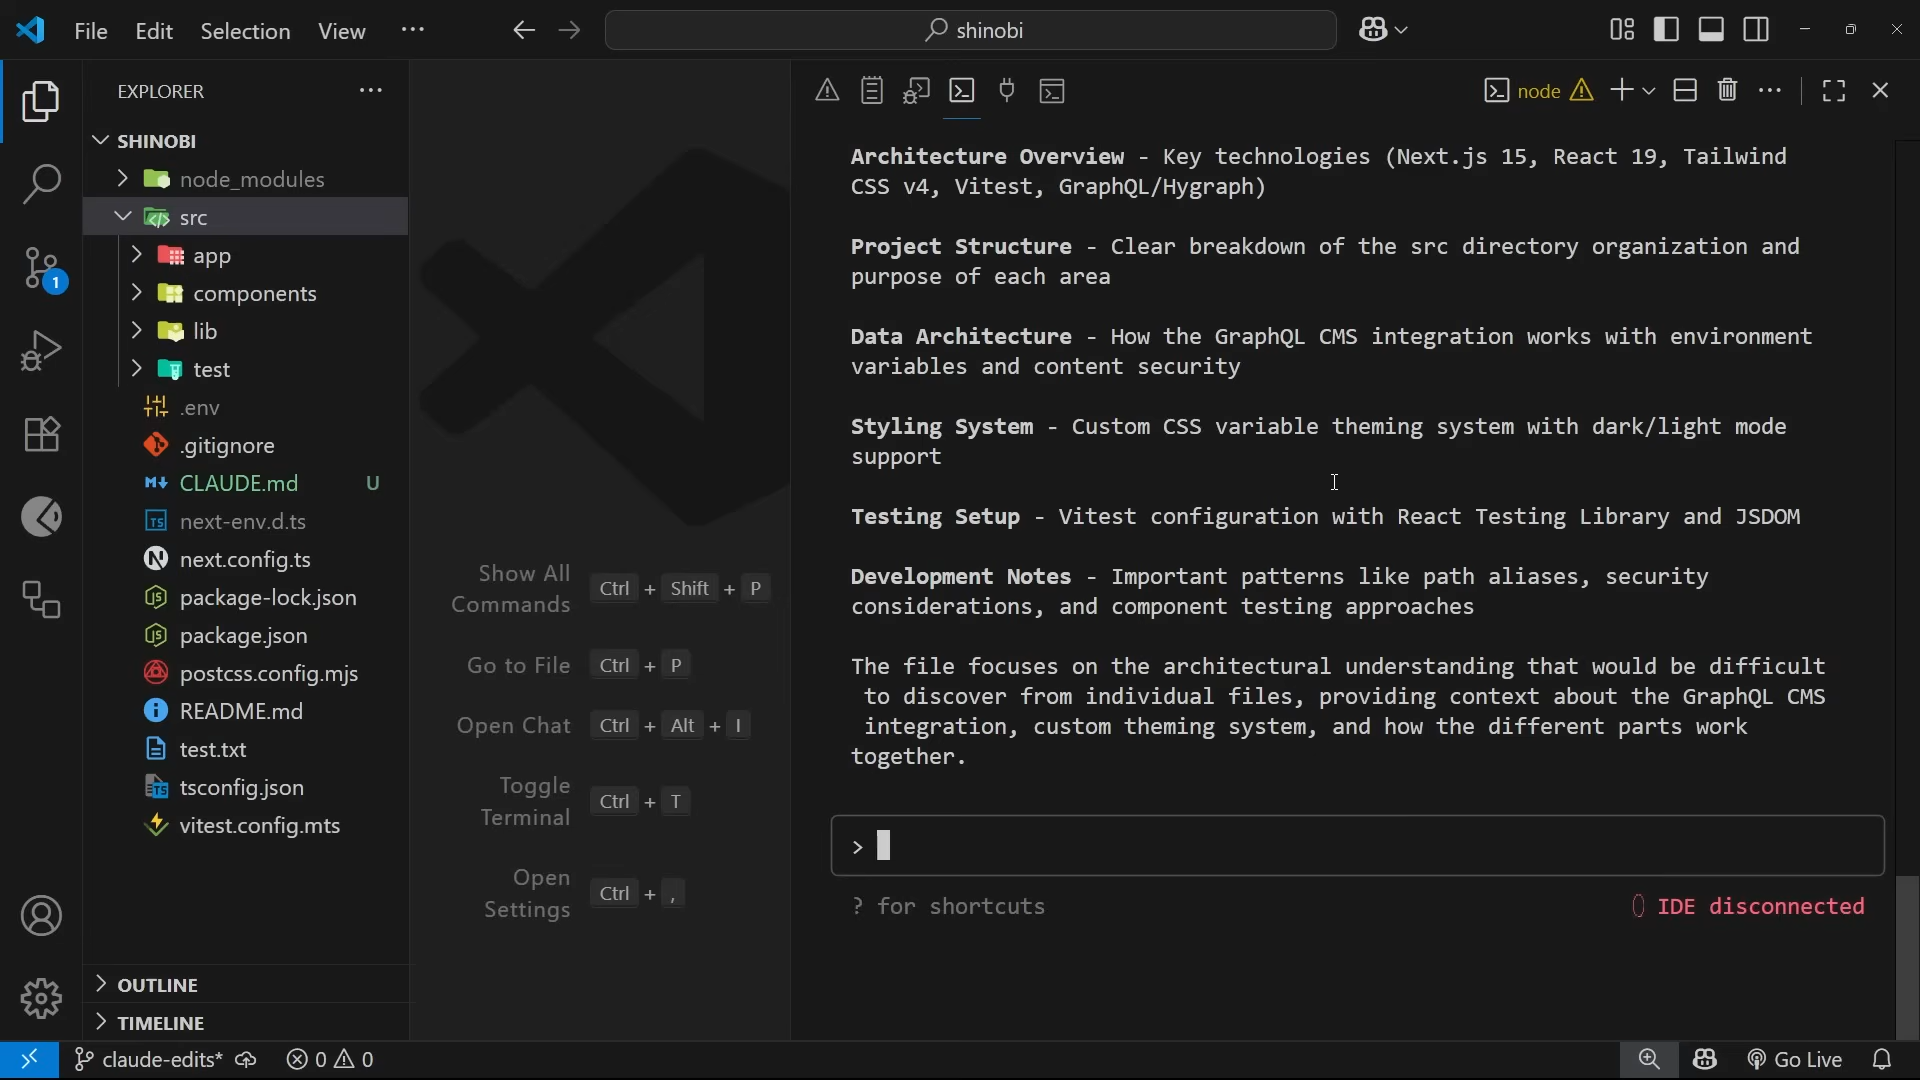 File Edit Selection View ···
shinobi
EXPLORER
SHINOBI
node_modules
src
app
components
lib
test
.env
.gitignore
CLAUDE.md U
next-env.d.ts
next.config.ts
package-lock.json
package.json
postcss.config.mjs
README.md
test.txt
tsconfig.json
vitest.config.mts
OUTLINE
TIMELINE
1
Show All
Commands
Ctrl + Shift + P
Go to File Ctrl + P
Open Chat Ctrl + Alt + I
Toggle
Terminal
Ctrl + T
Open
Settings
Ctrl + ,
node
Architecture Overview - Key technologies (Next.js 15, React 19, Tailwind
CSS v4, Vitest, GraphQL/Hygraph)
Project Structure - Clear breakdown of the src directory organization and
purpose of each area
Data Architecture - How the GraphQL CMS integration works with environment
variables and content security
Styling System - Custom CSS variable theming system with dark/light mode
support
Testing Setup - Vitest configuration with React Testing Library and JSDOM
Development Notes - Important patterns like path aliases, security
considerations, and component testing approaches
The file focuses on the architectural understanding that would be difficult
to discover from individual files, providing context about the GraphQL CMS
integration, custom theming system, and how the different parts work
together.
>
? for shortcuts
IDE disconnected
claude-edits* 0 0
Go Live